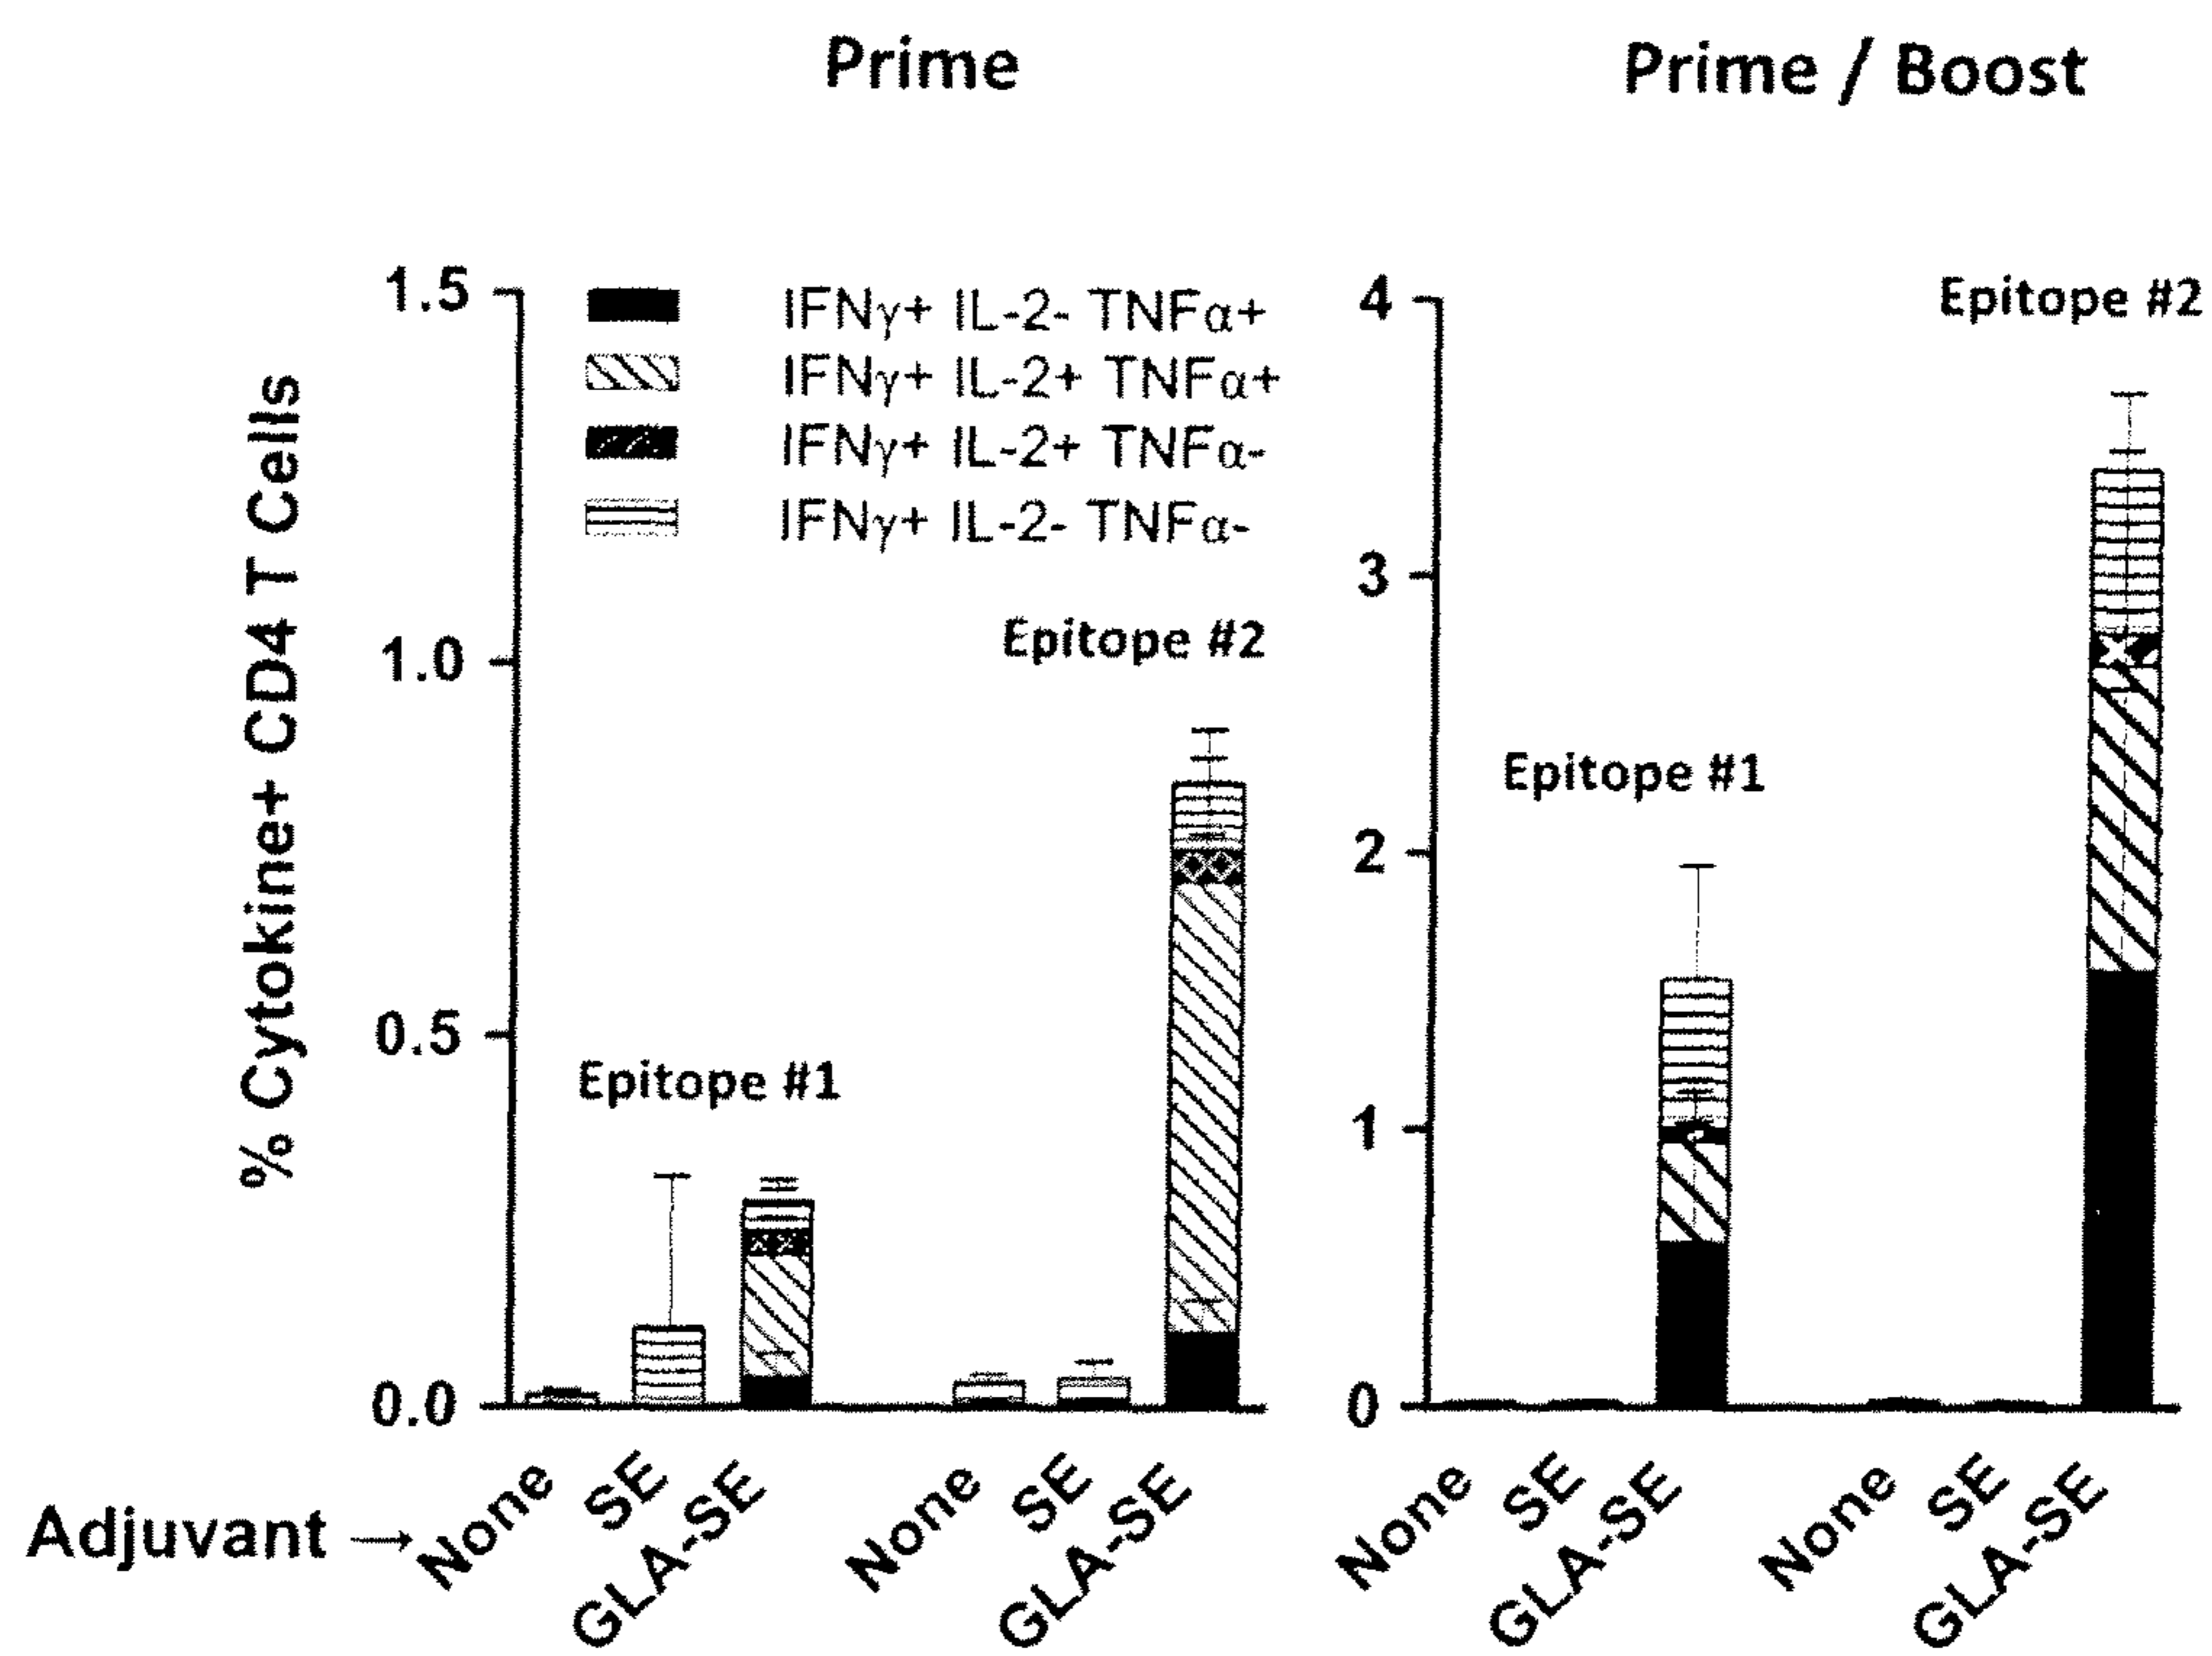 Prime
Prime / Boost
% Cytokine+ CD4 T Cells
1.5
1.0
0.5
0.0
IFNγ+ IL-2- TNFα+
IFNγ+ IL-2+ TNFα+
IFNγ+ IL-2+ TNFα-
IFNγ+ IL-2- TNFα-
Epitope #1
Epitope #2
4
3
2
1
0
Epitope #1
Epitope #2
Adjuvant →
None
SE
GLA-SE
None
SE
GLA-SE
None
SE
GLA-SE
None
SE
GLA-SE